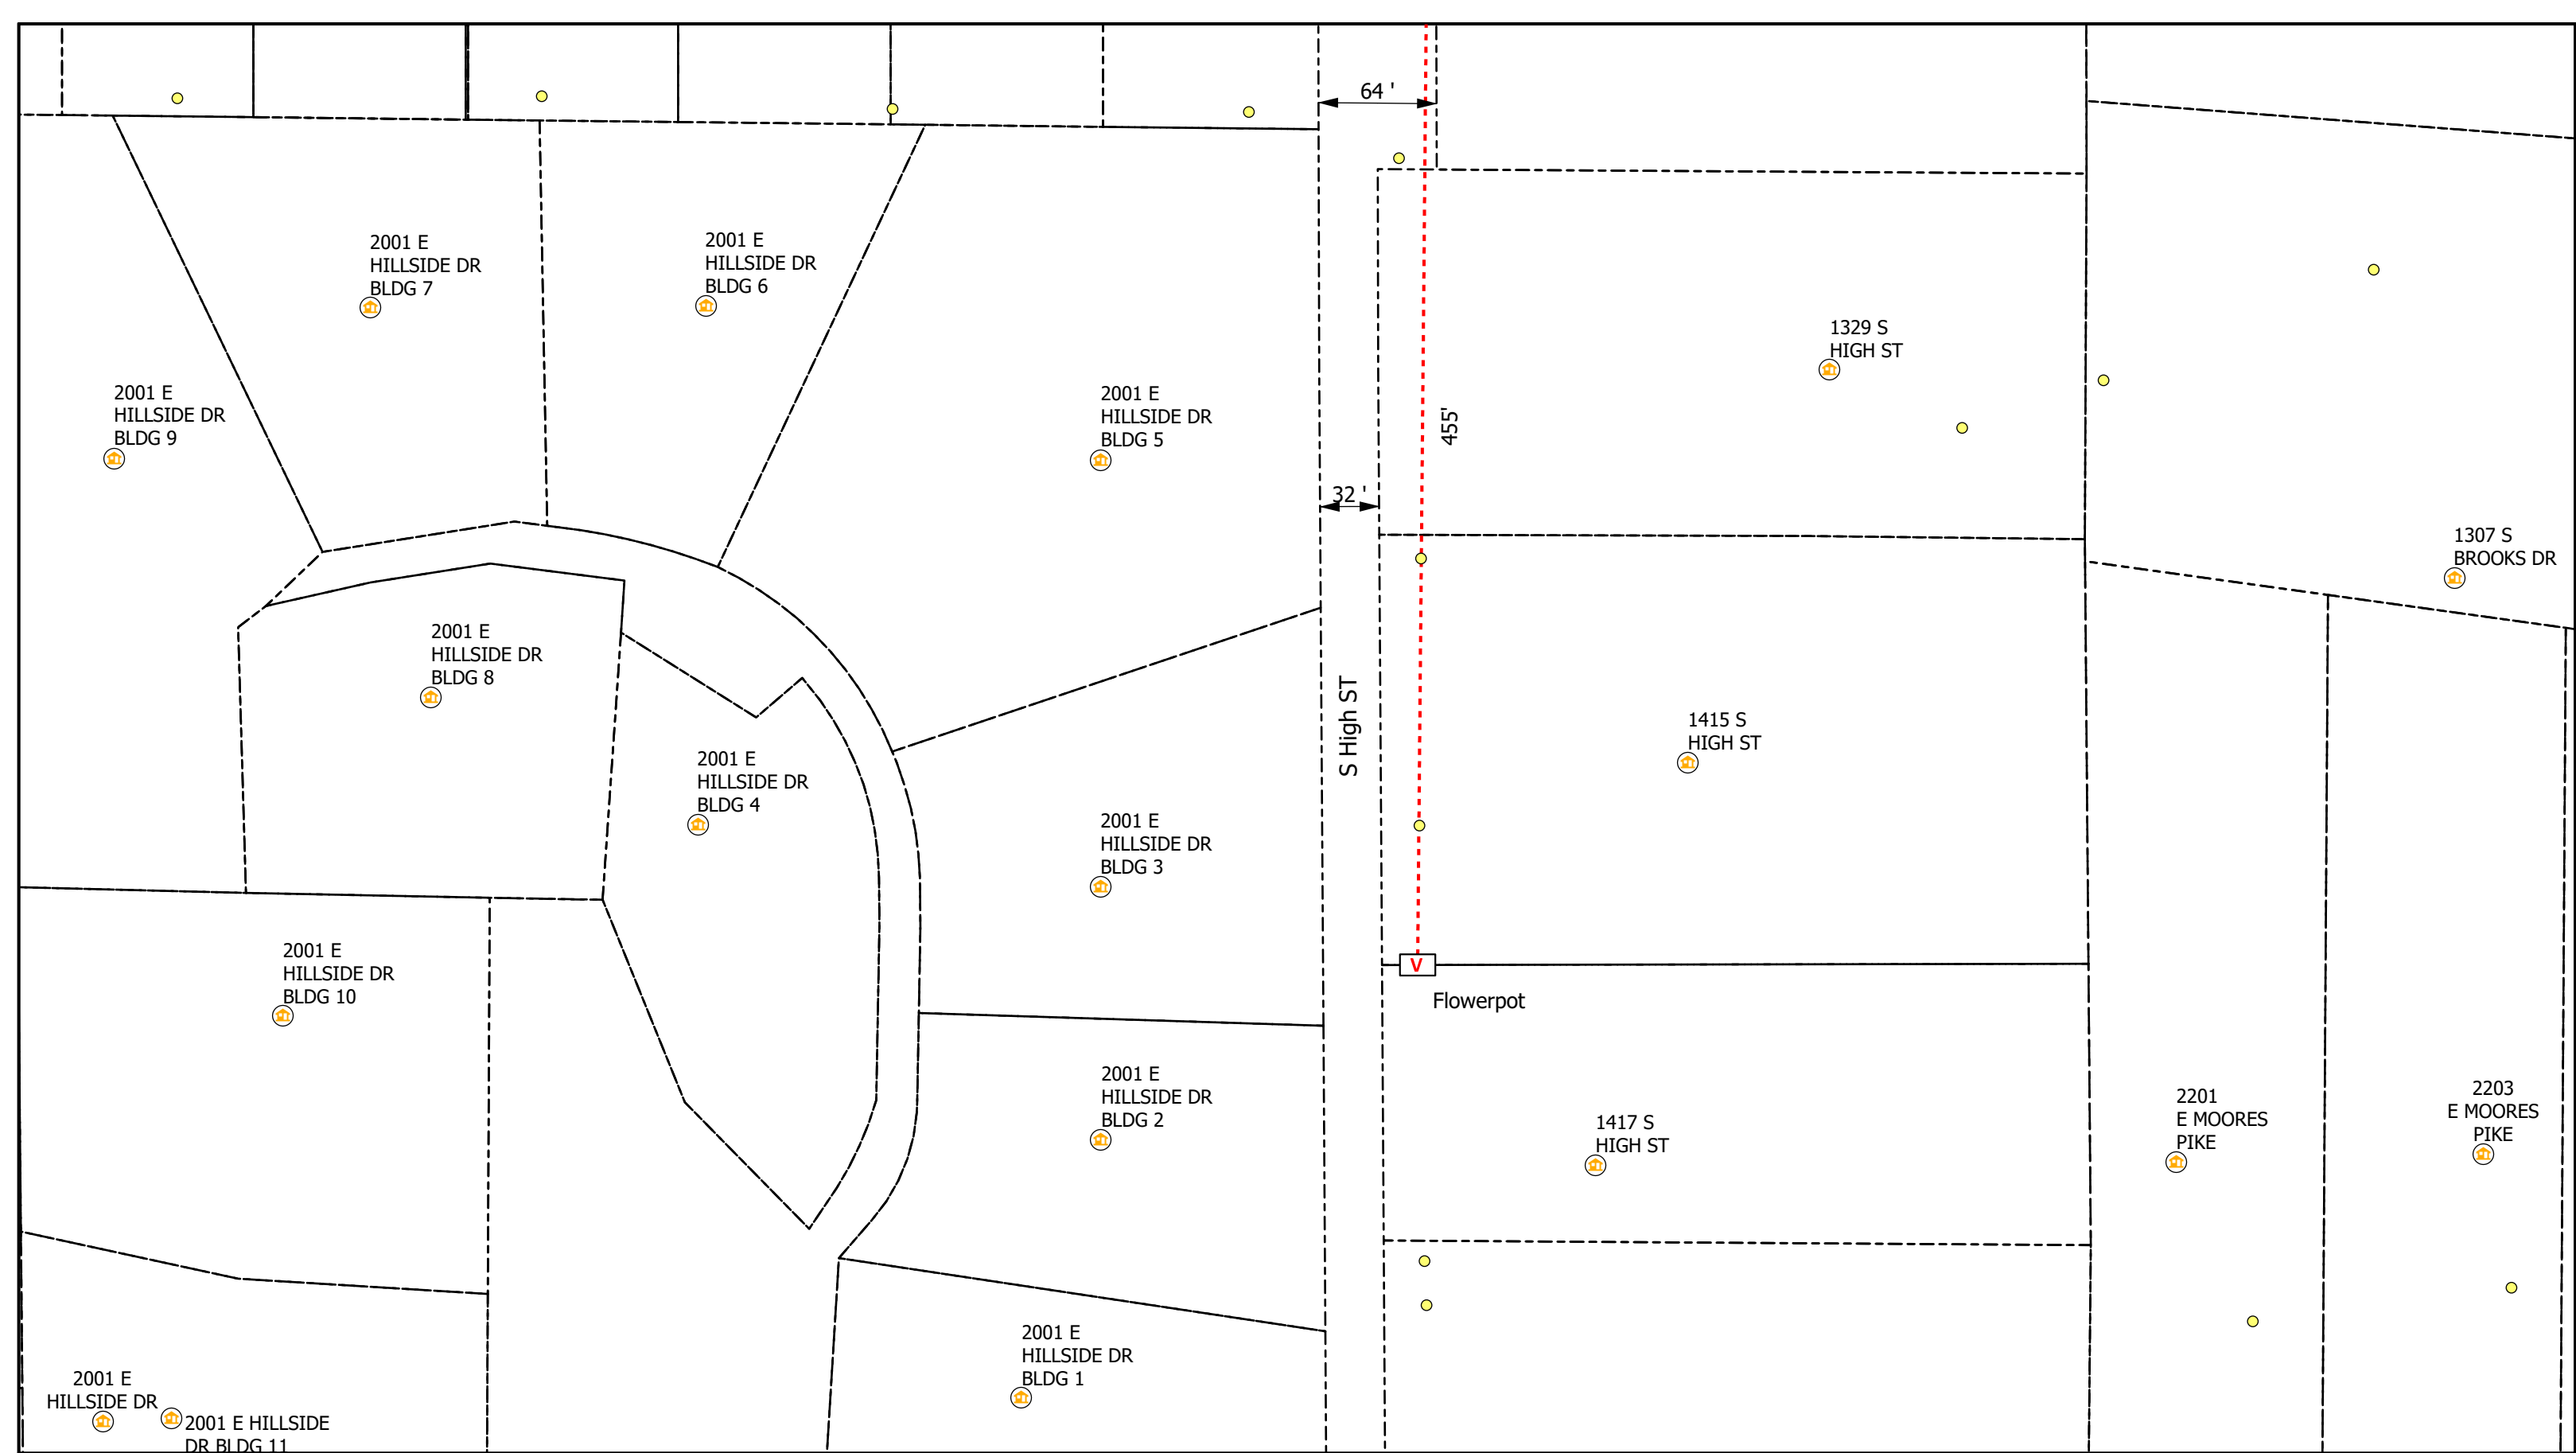 64 '
2001 E
HILLSIDE DR
BLDG 7
2001 E
HILLSIDE DR
BLDG 6
1329 S
HIGH ST
2001 E
HILLSIDE DR
BLDG 9
2001 E
HILLSIDE DR
BLDG 5
455'
32 '
1307 S
BROOKS DR
2001 E
HILLSIDE DR
BLDG 8
S High ST
1415 S
HIGH ST
2001 E
HILLSIDE DR
BLDG 4
2001 E
HILLSIDE DR
BLDG 3
2001 E
HILLSIDE DR
BLDG 10
V
Flowerpot
2001 E
HILLSIDE DR
BLDG 2
1417 S
HIGH ST
2201
E MOORES
PIKE
2203
E MOORES
PIKE
2001 E
HILLSIDE DR
BLDG 1
2001 E
HILLSIDE DR
2001 E HILLSIDE
DR BLDG 11